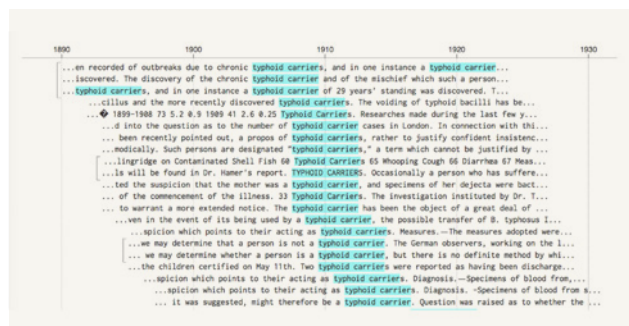 1890 1900 1910 1920 1930
...en recorded of outbreaks due to chronic typhoid carriers, and in one instance a typhoid carrier...
...iscovered. The discovery of the chronic typhoid carrier and of the mischief which such a person...
...typhoid carriers, and in one instance a typhoid carrier of 29 years' standing was discovered. T...
...cillus and the more recently discovered typhoid carriers. The voiding of typhoid bacilli has be...
...� 1899-1908 73 5.2 0.9 1909 41 2.6 0.25 Typhoid Carriers. Researches made during the last few y...
...d into the question as to the number of typhoid carrier cases in London. In connection with thi...
... been recently pointed out, a propos of typhoid carriers, rather to justify confident insistenc...
...modically. Such persons are designated "typhoid carriers," a term which cannot be justified by ...
...lingridge on Contaminated Shell Fish 60 Typhoid Carriers 65 Whooping Cough 66 Diarrhœa 67 Meas...
...ls will be found in Dr. Hamer's report. TYPHOID CARRIERS. Occasionally a person who has suffere...
...ted the suspicion that the mother was a typhoid carrier, and specimens of her dejecta were bact...
... of the commencement of the illness. 33 Typhoid Carriers. The investigation instituted by Dr. T...
... to warrant a more extended notice. The typhoid carrier has been the object of a great deal of ...
...ven in the event of its being used by a typhoid carrier, the possible transfer of B. typhosus I...
...spicion which points to their acting as typhoid carriers. Measures.—The measures adopted were...
...we may determine that a person is not a typhoid carrier. The German observers, working on the l...
... we may determine whether a person is a typhoid carrier, but there is no definite method by whi...
...the children certified on May 11th. Two typhoid carriers were reported as having been discharge...
...spicion which points to their acting as typhoid carriers. Diagnosis.—Specimens of blood from,...
...spicion which points to their acting as typhoid carriers. Diagnosis. -Specimens of blood from s...
... it was suggested, might therefore be a typhoid carrier. Question was raised as to whether the ...